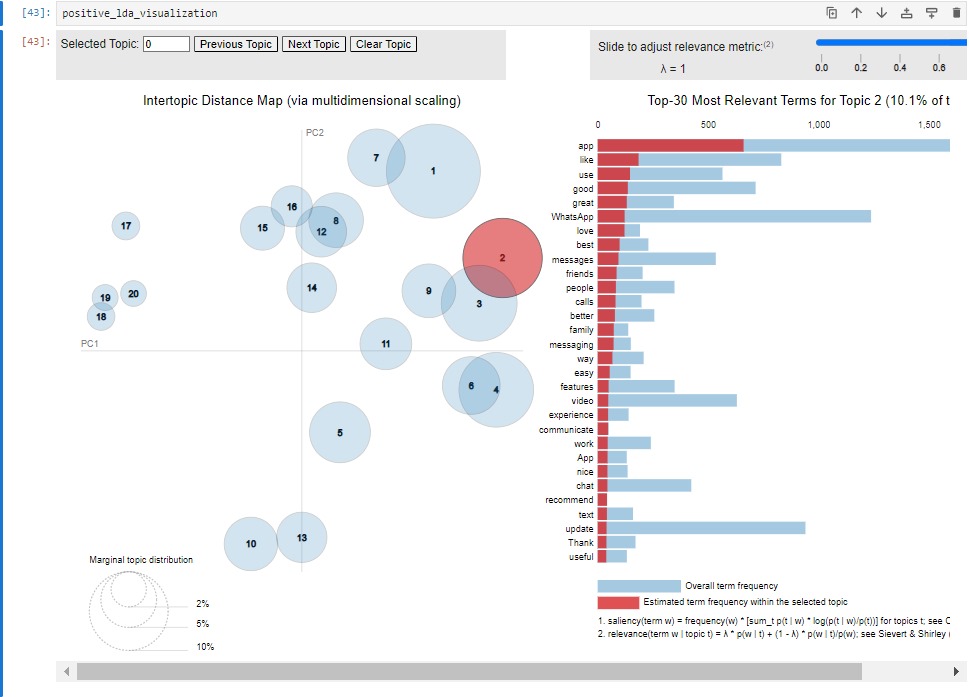 [43]: positive_lda_visualization
[43]: Selected Topic: 0 Previous Topic Next Topic Clear Topic
Slide to adjust relevance metric:(2)
λ = 1
0.0 0.2 0.4 0.6
Intertopic Distance Map (via multidimensional scaling)
PC2
PC1
7
1
16
8
15
12
17
2
14
9
19
20
3
18
11
6
4
5
10
13
Marginal topic distribution
2%
5%
10%
Top-30 Most Relevant Terms for Topic 2 (10.1% of t
0 500 1,000 1,500
app
like
use
good
great
WhatsApp
love
best
messages
friends
people
calls
better
family
messaging
way
easy
features
video
experience
communicate
work
App
nice
chat
recommend
text
update
Thank
useful
Overall term frequency
Estimated term frequency within the selected topic
1. saliency(term w) = frequency(w) * [sum_t p(t | w) * log(p(t | w)/p(t))] for topics t; see C
2. relevance(term w | topic t) = λ * p(w | t) + (1 - λ) * p(w | t)/p(w); see Sievert & Shirley (